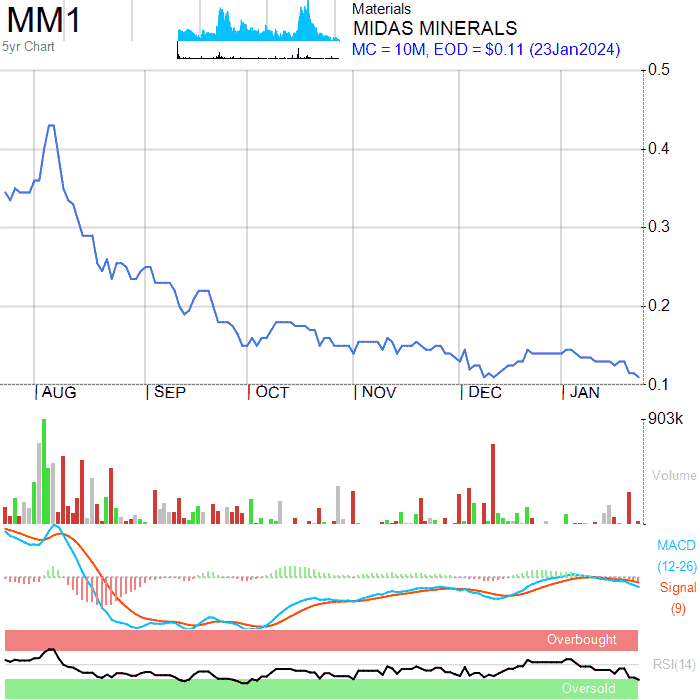 MM1
5yr Chart
Materials
MIDAS MINERALS
MC = 10M, EOD = $0.11 (23Jan2024)
0.5
0.4
0.3
0.2
0.1
AUG SEP OCT NOV DEC JAN
903k
Volume
MACD
(12-26)
Signal
(9)
Overbought
RSI(14)
Oversold